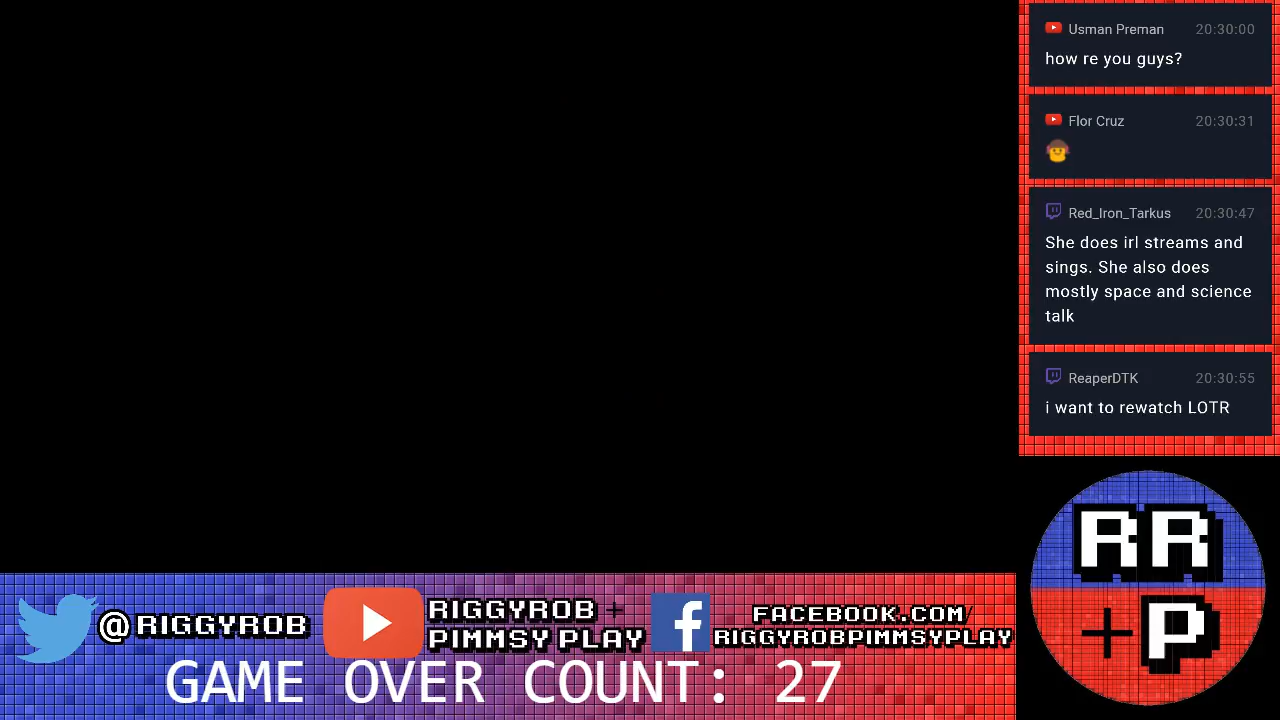 Usman Preman 20:30:00
how re you guys?
Flor Cruz 20:30:31
Red_Iron_Tarkus 20:30:47
She does irl streams and
sings. She also does
mostly space and science
talk
ReaperDTK 20:30:55
i want to rewatch LOTR
RR
+P
@RIGGYROB
RIGGYROB +
PIMMSY PLAY
FACEBOOK.COM/
RIGGYROBPIMMSYPLAY
GAME OVER COUNT: 27